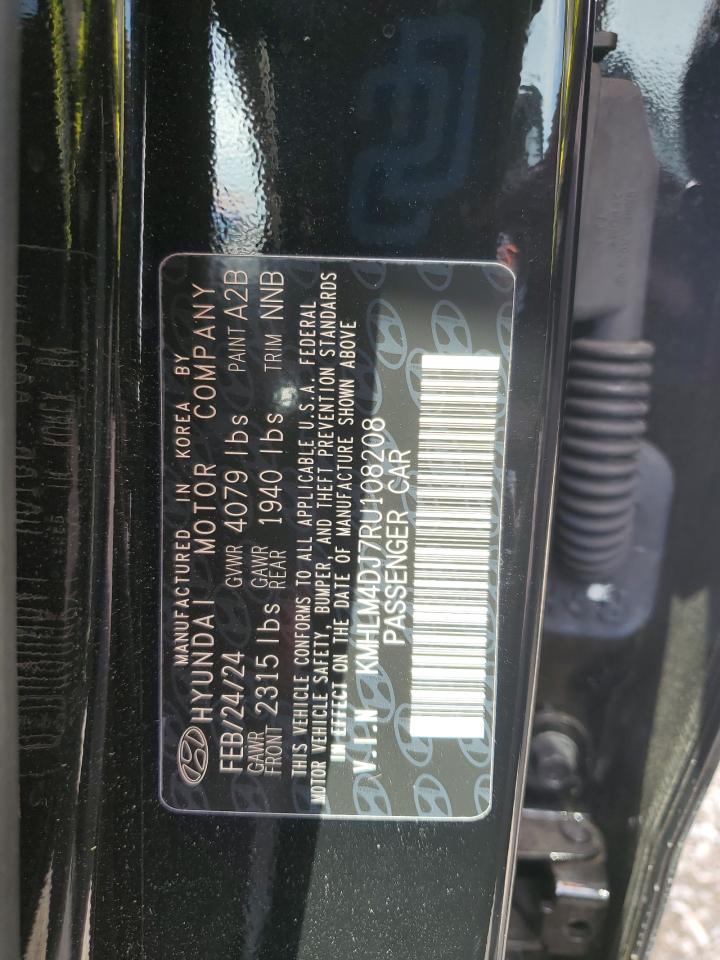 MANUFACTURED IN KOREA BY
HYUNDAI MOTOR COMPANY
FEB/24/24 GVWR 4079 lbs PAINT A2B
GAWR FRONT 2315 lbs GAWR REAR 1940 lbs TRIM NNB
THIS VEHICLE CONFORMS TO ALL APPLICABLE U.S.A. FEDERAL
MOTOR VEHICLE SAFETY, BUMPER, AND THEFT PREVENTION STANDARDS
IN EFFECT ON THE DATE OF MANUFACTURE SHOWN ABOVE
V.I.N KMHLM4DJ7RU108208
PASSENGER CAR